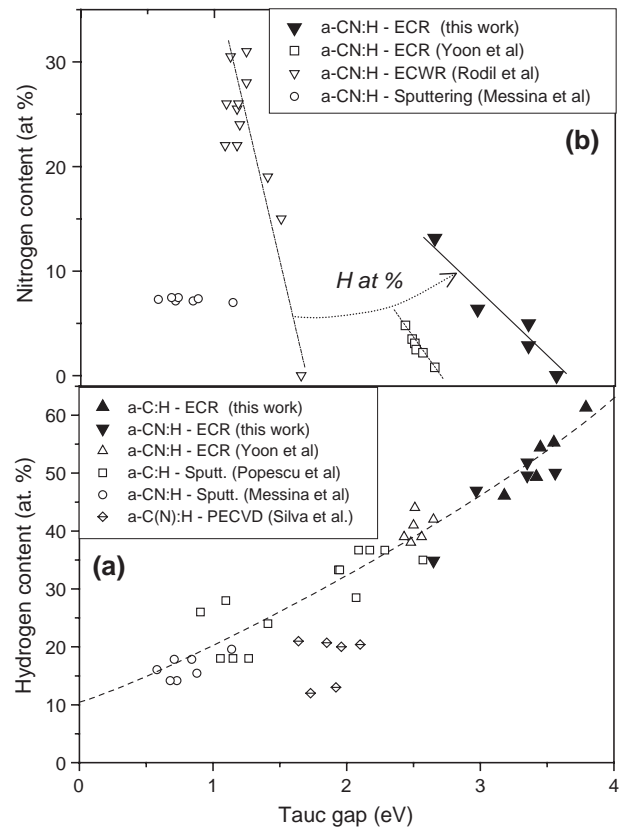 a-CN:H - ECR (this work)
a-CN:H - ECR (Yoon et al)
a-CN:H - ECWR (Rodil et al)
a-CN:H - Sputtering (Messina et al)
(b)
30
20
10
0
Nitrogen content (at %)
H at %
a-C:H - ECR (this work)
a-CN:H - ECR (this work)
a-CN:H - ECR (Yoon et al)
a-C:H - Sputt. (Popescu et al)
a-CN:H - Sputt. (Messina et al)
a-C(N):H - PECVD (Silva et al.)
(a)
60
50
40
30
20
10
0
Hydrogen content (at. %)
0 1 2 3 4
Tauc gap (eV)